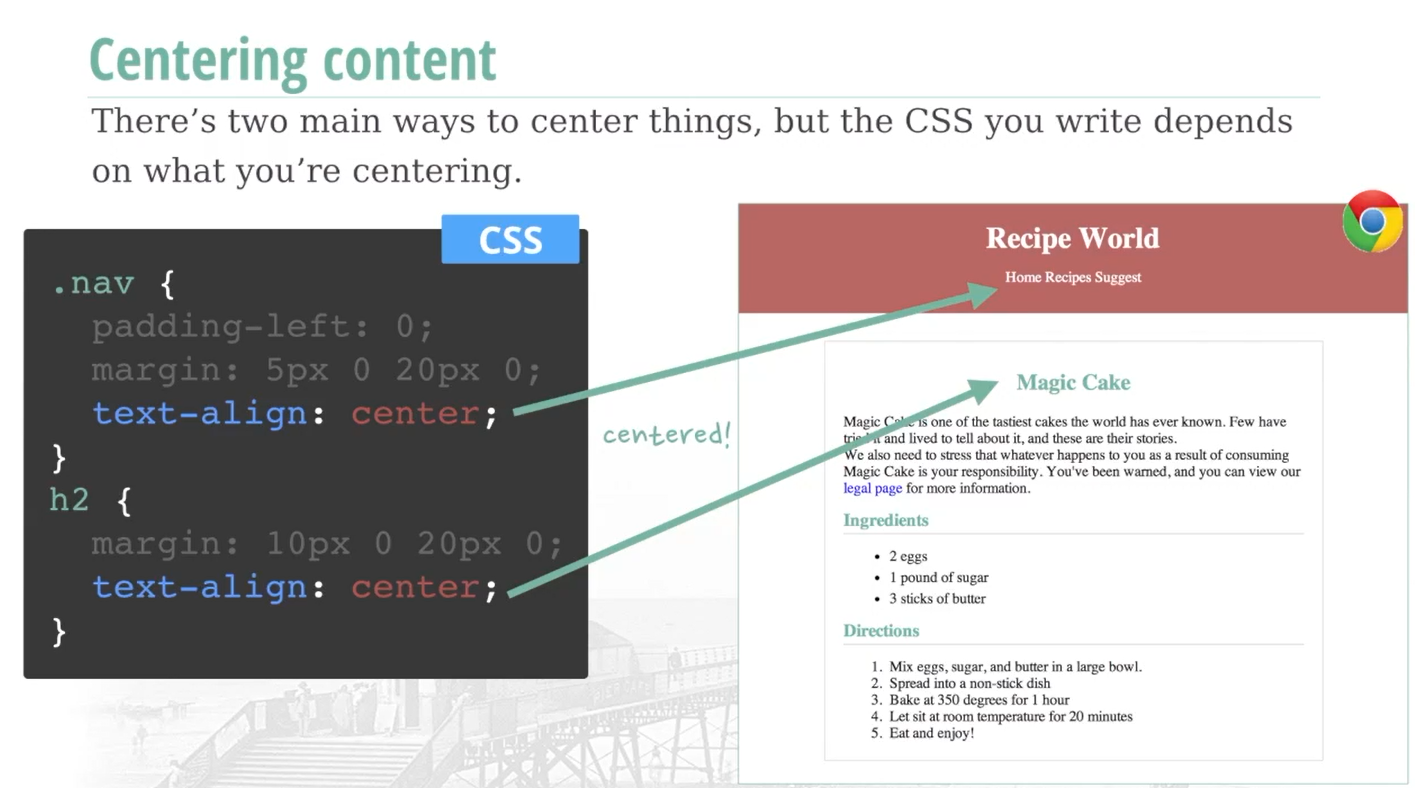 Centering content
There’s two main ways to center things, but the CSS you write depends
on what you’re centering.
CSS
.nav {
padding-left: 0;
margin: 5px 0 20px 0;
text-align: center;
}
h2 {
margin: 10px 0 20px 0;
text-align: center;
}
centered!
Recipe World
Home Recipes Suggest
Magic Cake
Magic Cake is one of the tastiest cakes the world has ever known. Few have
tried it and lived to tell about it, and these are their stories.
We also need to stress that whatever happens to you as a result of consuming
Magic Cake is your responsibility. You've been warned, and you can view our
legal page for more information.
Ingredients
• 2 eggs
• 1 pound of sugar
• 3 sticks of butter
Directions
1. Mix eggs, sugar, and butter in a large bowl.
2. Spread into a non-stick dish
3. Bake at 350 degrees for 1 hour
4. Let sit at room temperature for 20 minutes
5. Eat and enjoy!